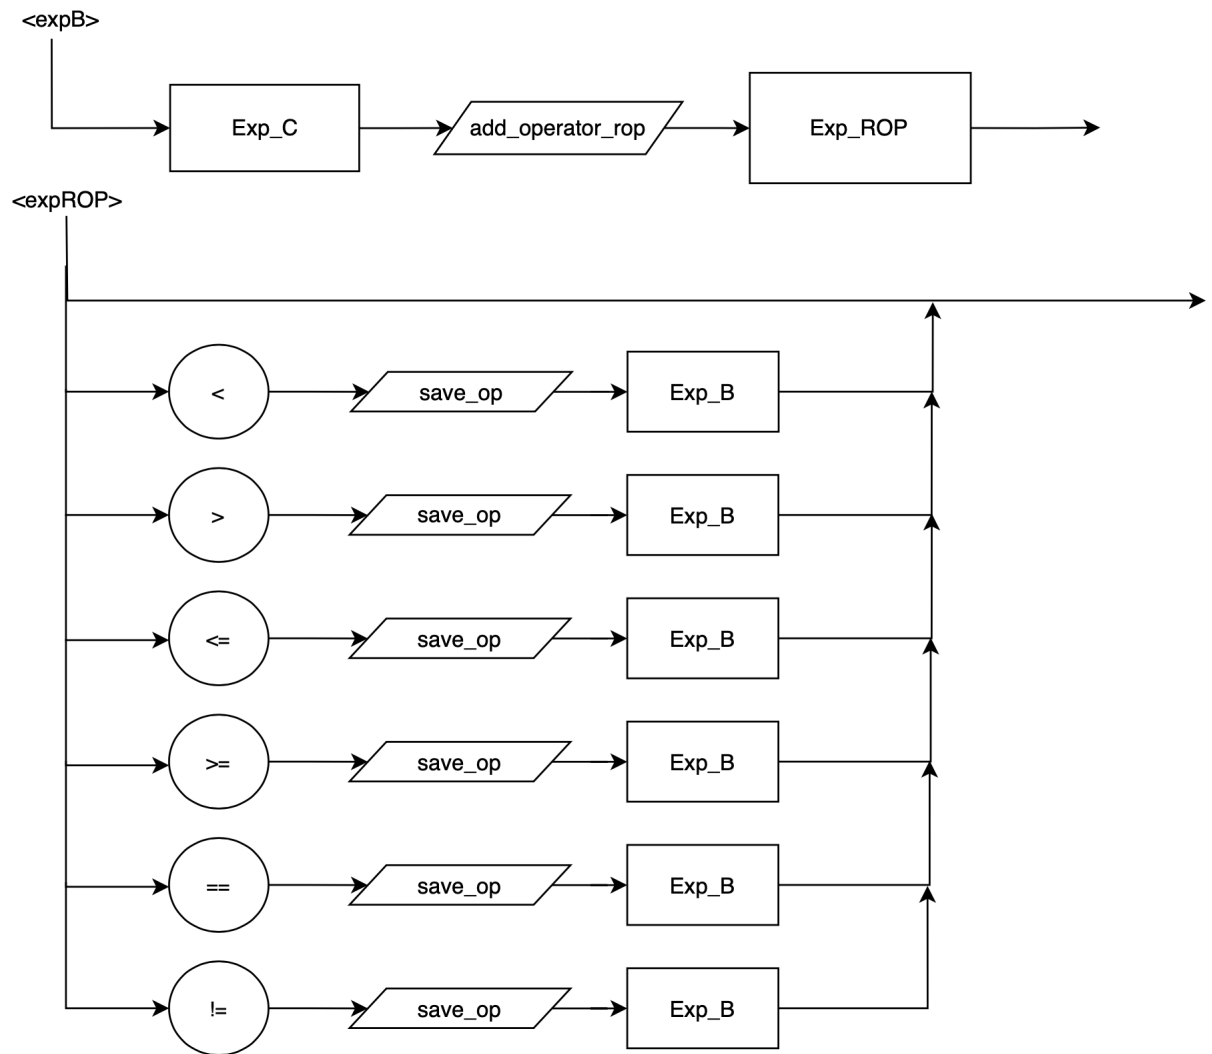 <expB>
Exp_C
add_operator_rop
Exp_ROP
<expROP>
<
save_op
Exp_B
>
save_op
Exp_B
<=
save_op
Exp_B
>=
save_op
Exp_B
==
save_op
Exp_B
!=
save_op
Exp_B